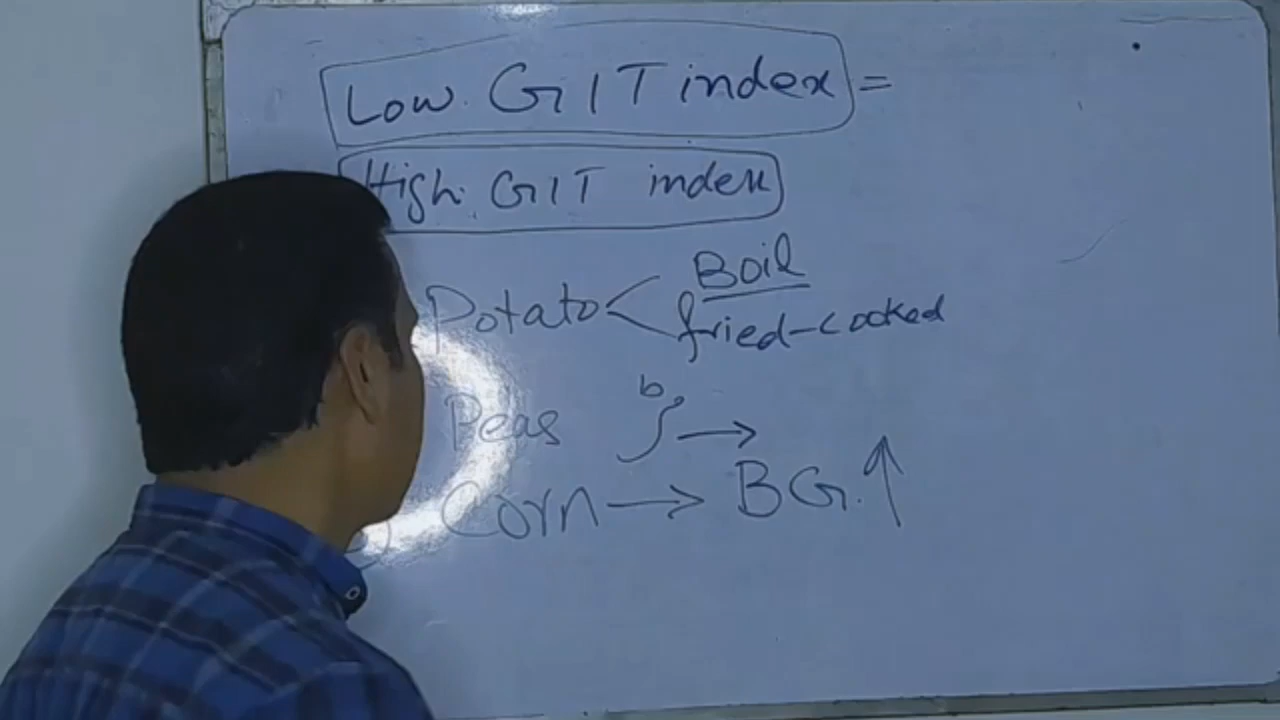 Low. GIT index =
High. GIT index
Potato < Boil
fried-cooked
Peas →
Corn → BG. ↑